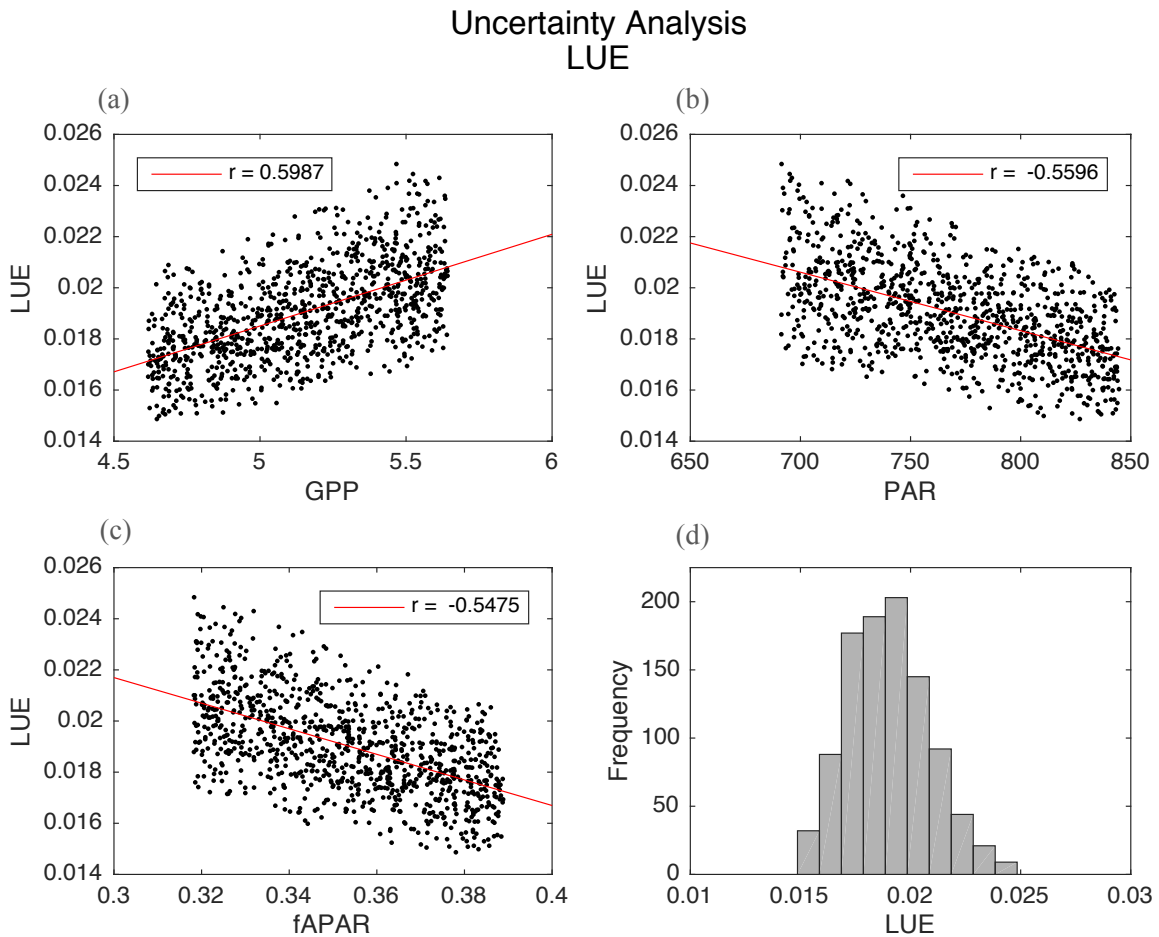 Uncertainty Analysis
LUE
(a)
0.026
0.024
0.022
0.02
0.018
0.016
0.014
LUE
r = 0.5987
4.5 5 5.5 6
GPP
(b)
0.026
0.024
0.022
0.02
0.018
0.016
0.014
LUE
r = -0.5596
650 700 750 800 850
PAR
(c)
0.026
0.024
0.022
0.02
0.018
0.016
0.014
LUE
r = -0.5475
0.3 0.32 0.34 0.36 0.38 0.4
fAPAR
(d)
200
150
100
50
0
Frequency
0.01 0.015 0.02 0.025 0.03
LUE